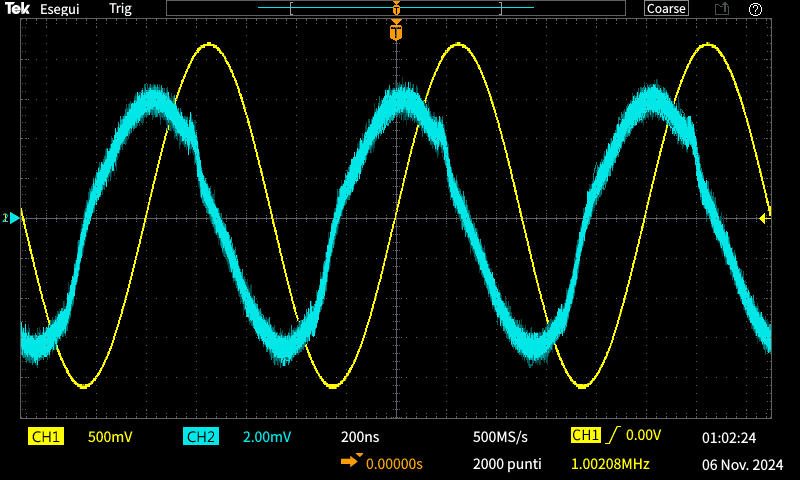 Tek Esegui Trig T Coarse ?
T
2
CH1 500mV CH2 2.00mV 200ns 500MS/s CH1 0.00V 01:02:24
0.00000s 2000 punti 1.00208MHz 06 Nov. 2024